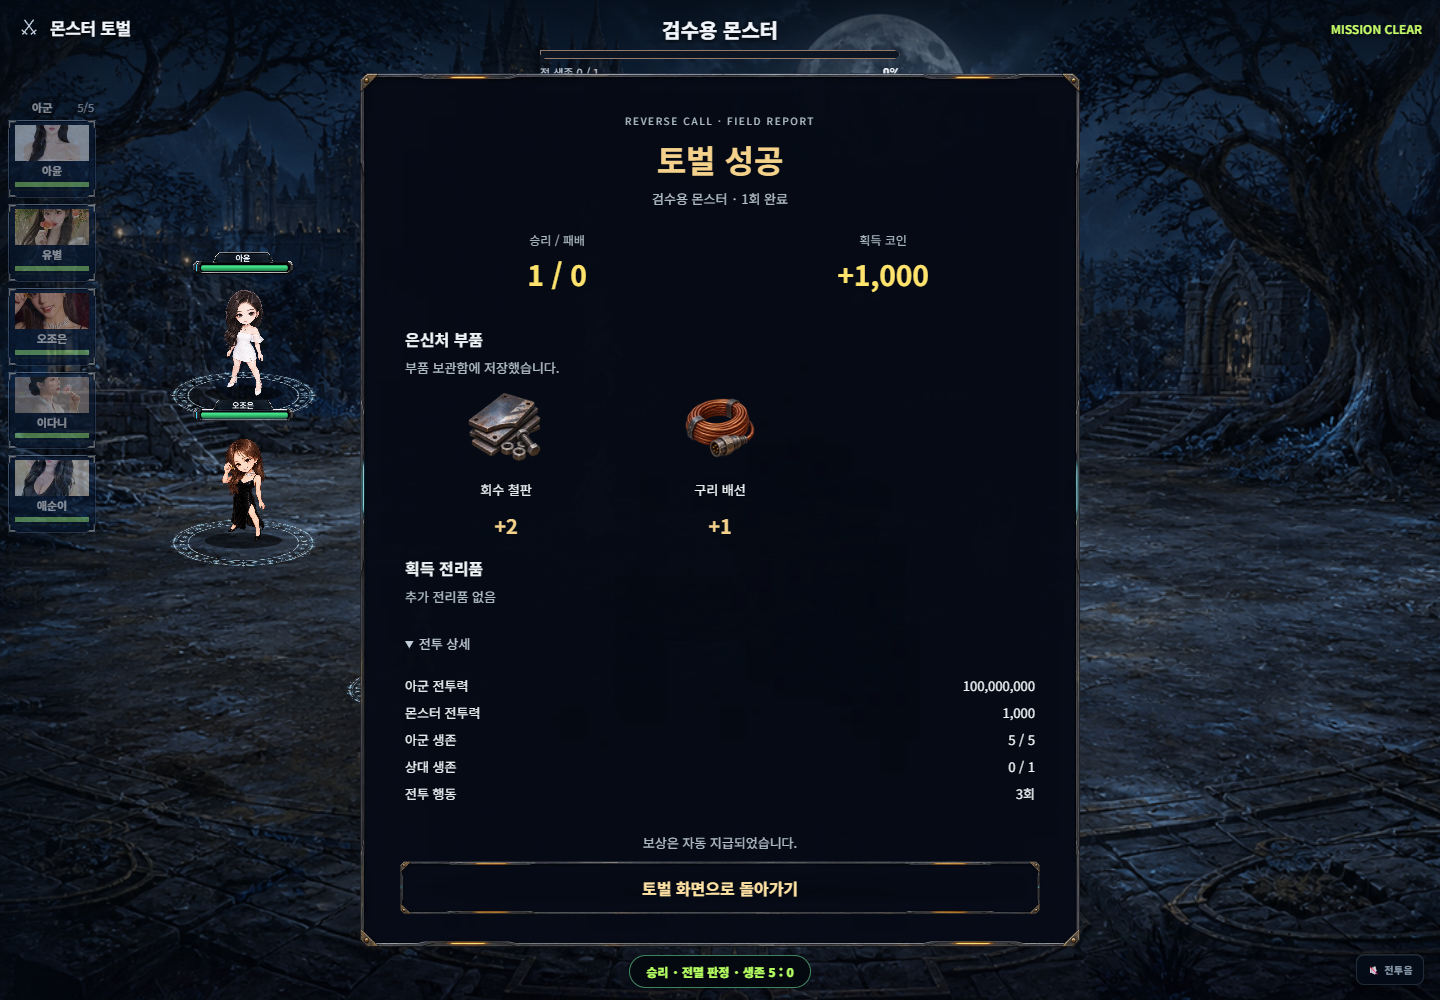 몬스터 토벌
검수용 몬스터
MISSION CLEAR
적 생존 0 / 1
0%
아군 5/5
아윤
유별
오조은
이다니
애순이
아윤
오조은
REVERSE CALL · FIELD REPORT
토벌 성공
검수용 몬스터 · 1회 완료
승리 / 패배
획득 코인
1 / 0
+1,000
은신처 부품
부품 보관함에 저장했습니다.
회수 철판
구리 배선
+2
+1
획득 전리품
추가 전리품 없음
▼ 전투 상세
아군 전투력 100,000,000
몬스터 전투력 1,000
아군 생존 5 / 5
상대 생존 0 / 1
전투 행동 3회
보상은 자동 지급되었습니다.
토벌 화면으로 돌아가기
승리 · 전멸 판정 · 생존 5 : 0
전투음